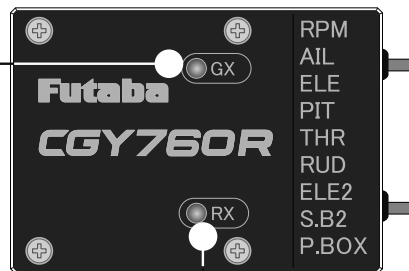 GX
Futaba
CGY760R
RX
RPM
AIL
ELE
PIT
THR
RUD
ELE2
S.B2
P.BOX